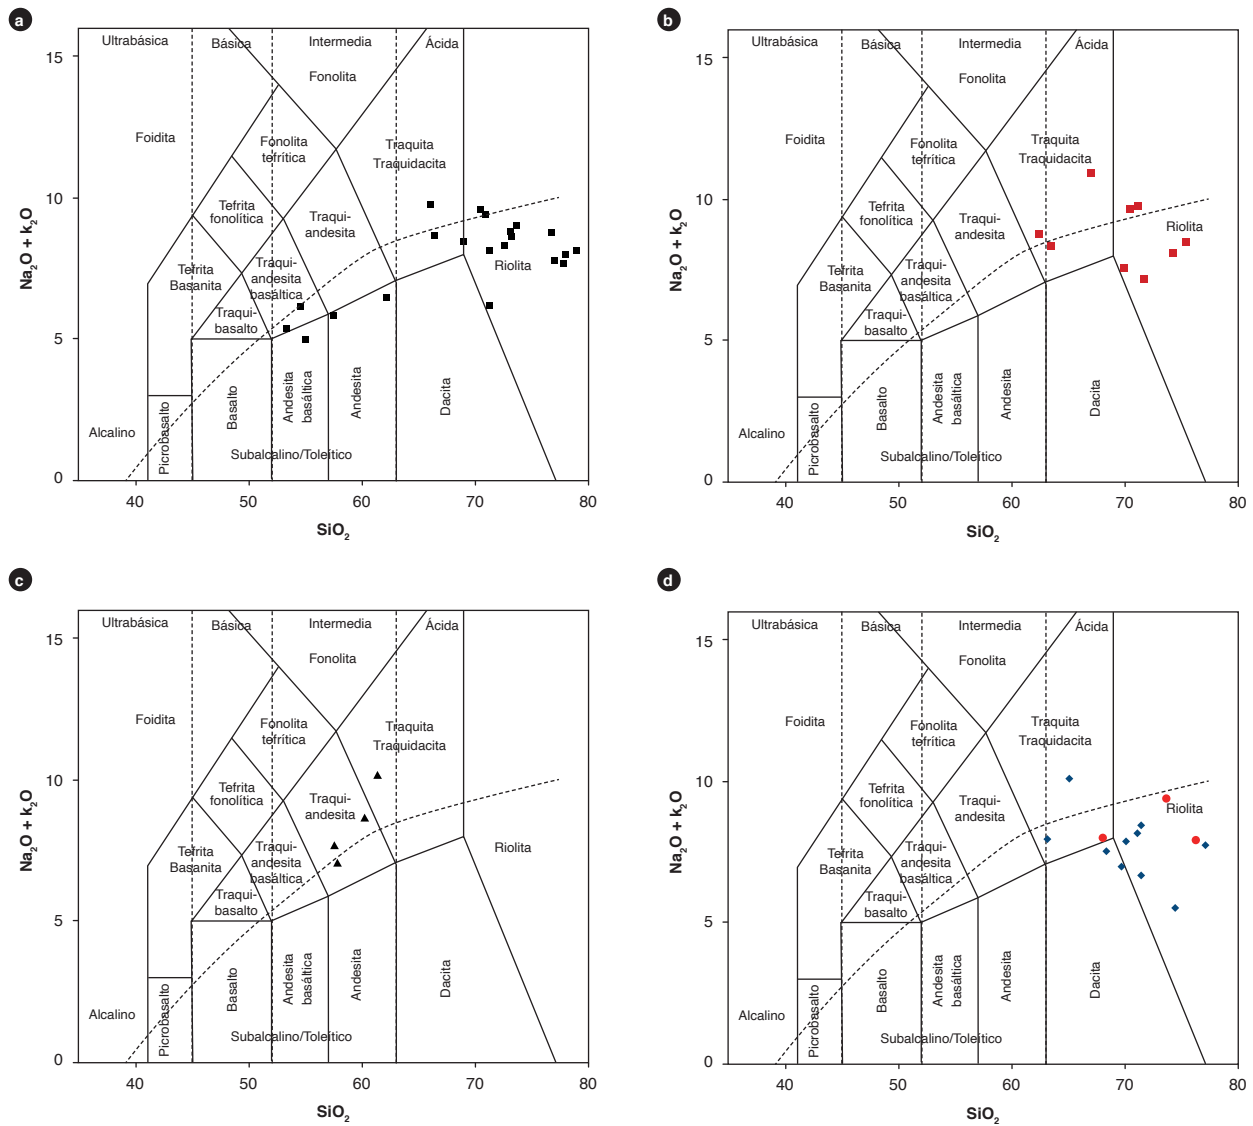 a
Ultrabásica
Básica
Intermedia
Ácida
15
Fonolita
Foidita
Fonolita
tefrítica
Traquita
Traquidacita
10
Tefrita
fonolítica
Traqui-
andesita
Riolita
Tefrita
Basanita
Traqui-
andesita
basáltica
Traqui-
basalto
5
Alcalino
Picrobasalto
Basalto
Andesita
basáltica
Andesita
Dacita
Subalcalino/Toleítico
0
40
50
60
70
80
Na2O + k2O
SiO2
b
Ultrabásica
Básica
Intermedia
Ácida
15
Fonolita
Foidita
Fonolita
tefrítica
Traquita
Traquidacita
10
Tefrita
fonolítica
Traqui-
andesita
Riolita
Tefrita
Basanita
Traqui-
andesita
basáltica
Traqui-
basalto
5
Alcalino
Picrobasalto
Basalto
Andesita
basáltica
Andesita
Dacita
Subalcalino/Toleítico
0
40
50
60
70
80
Na2O + k2O
SiO2
c
Ultrabásica
Básica
Intermedia
Ácida
15
Fonolita
Foidita
Fonolita
tefrítica
Traquita
Traquidacita
10
Tefrita
fonolítica
Traqui-
andesita
Riolita
Tefrita
Basanita
Traqui-
andesita
basáltica
Traqui-
basalto
5
Alcalino
Picrobasalto
Basalto
Andesita
basáltica
Andesita
Dacita
Subalcalino/Toleítico
0
40
50
60
70
80
Na2O + k2O
SiO2
d
Ultrabásica
Básica
Intermedia
Ácida
15
Fonolita
Foidita
Fonolita
tefrítica
Traquita
Traquidacita
10
Tefrita
fonolítica
Traqui-
andesita
Riolita
Tefrita
Basanita
Traqui-
andesita
basáltica
Traqui-
basalto
5
Alcalino
Picrobasalto
Basalto
Andesita
basáltica
Andesita
Dacita
Subalcalino/Toleítico
0
40
50
60
70
80
Na2O + k2O
SiO2